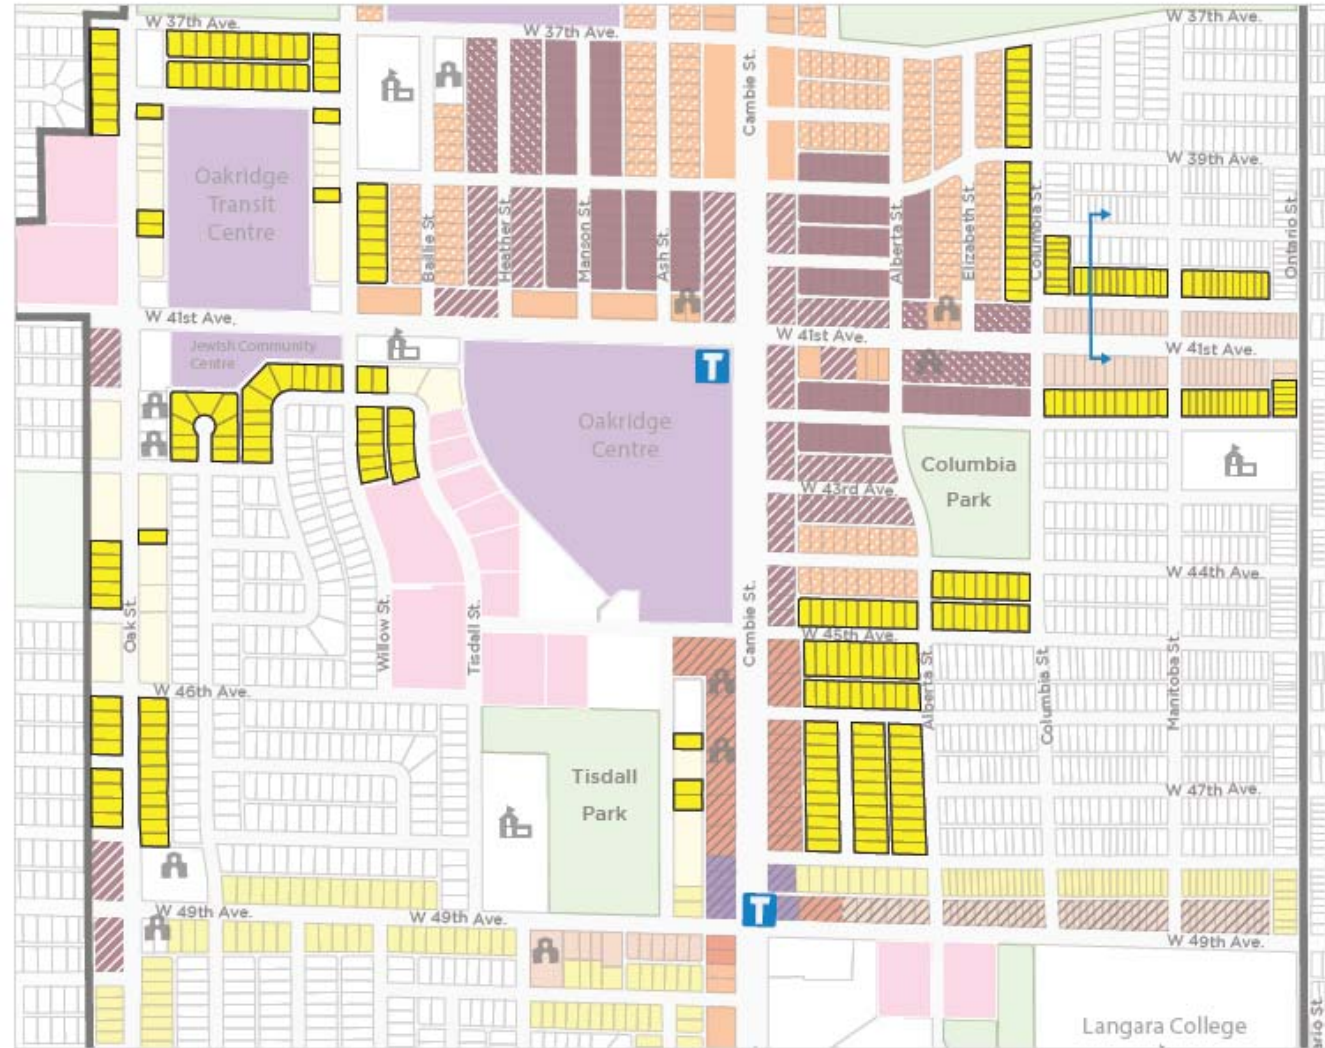 W 37th Ave.
W 37th Ave.
W 37th Ave.
Cambie St.
W 39th Ave.
Oakridge
Transit
Centre
Baillie St.
Heather St.
Manson St.
Ash St.
Alberta St.
Elizabeth St.
Columbia St.
Ontario St.
W 41st Ave.
W 41st Ave.
W 41st Ave.
Jewish Community
Centre
T
Oakridge
Centre
Columbia
Park
W 43rd Ave.
W 44th Ave.
Oak St.
Willow St.
Tisdall St.
Cambie St.
W 45th Ave.
Alberta St.
Columbia St.
Manitoba St.
W 46th Ave.
Tisdall
Park
W 47th Ave.
T
W 49th Ave.
W 49th Ave.
W 49th Ave.
Langara College
rio St.